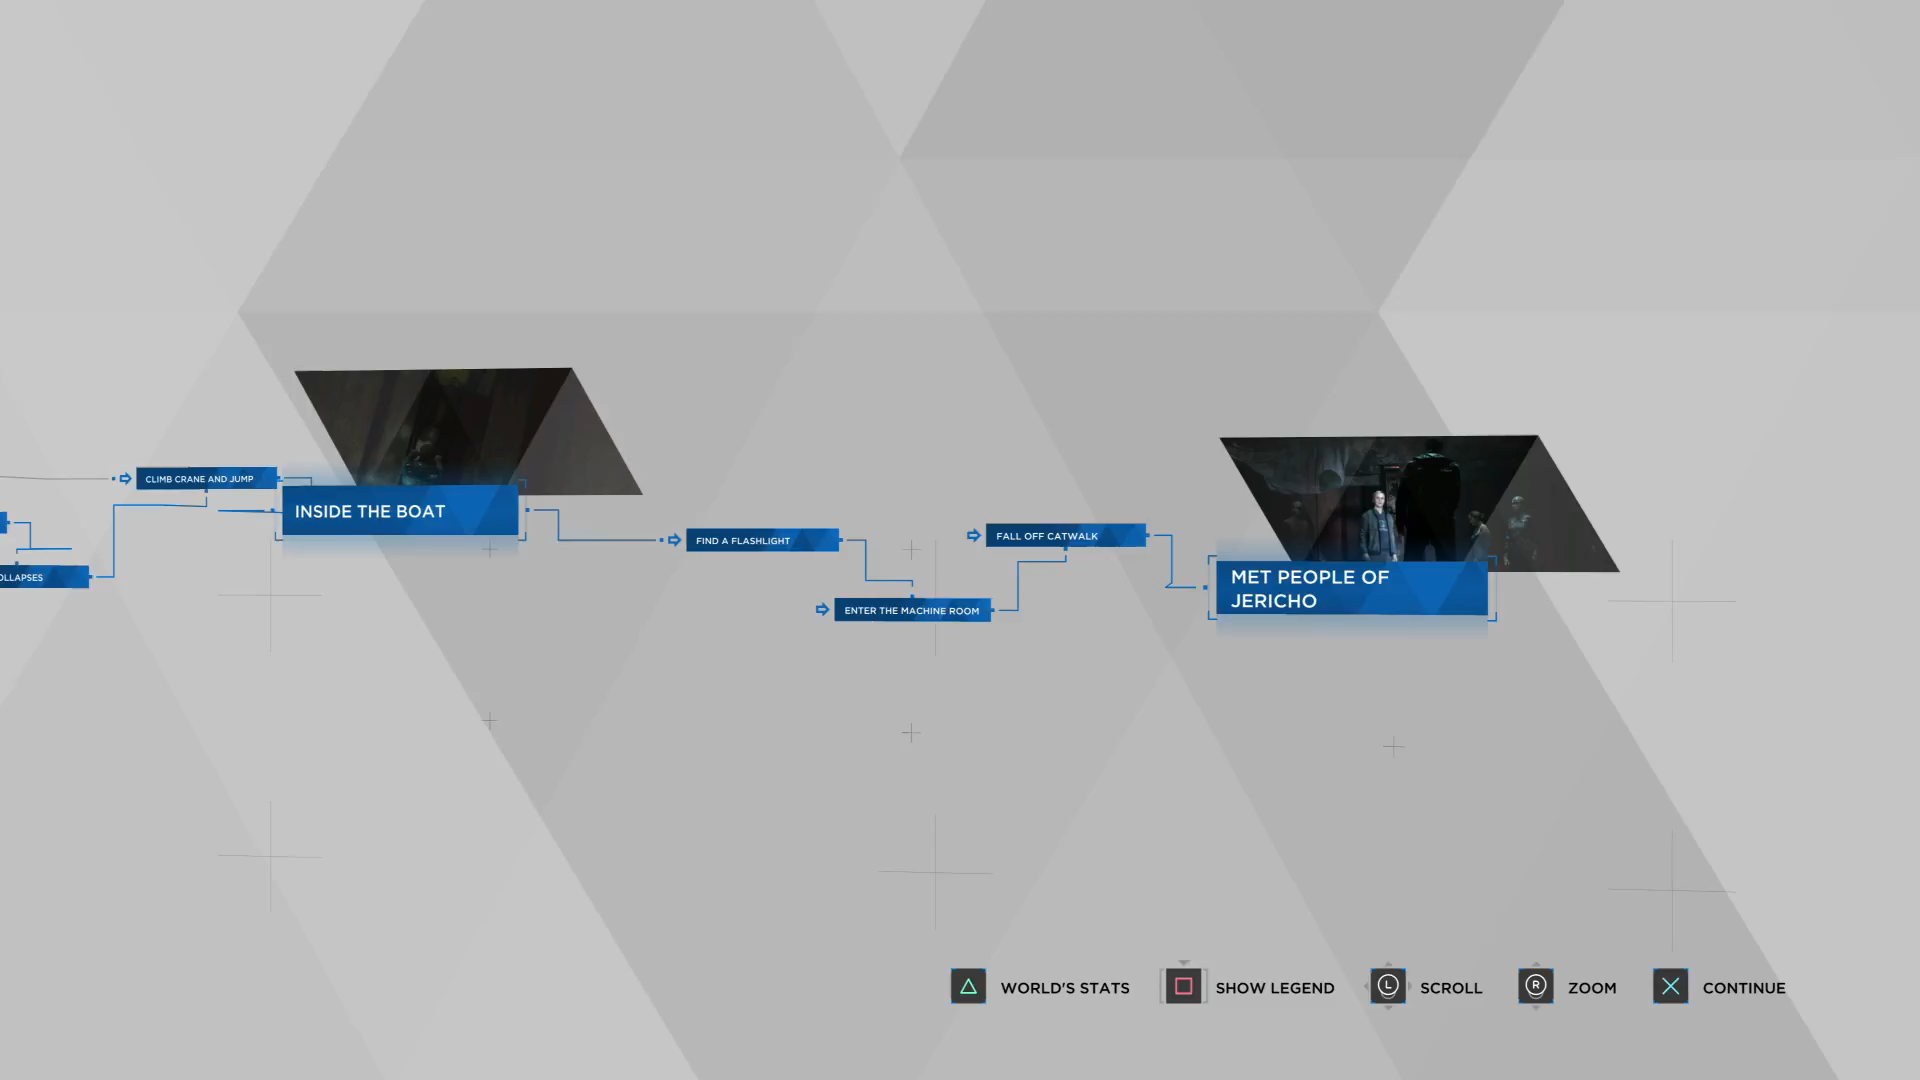 CLIMB CRANE AND JUMP
INSIDE THE BOAT
OLLAPSES
FIND A FLASHLIGHT
ENTER THE MACHINE ROOM
FALL OFF CATWALK
MET PEOPLE OF
JERICHO
WORLD'S STATS
SHOW LEGEND
L
SCROLL
R
ZOOM
CONTINUE